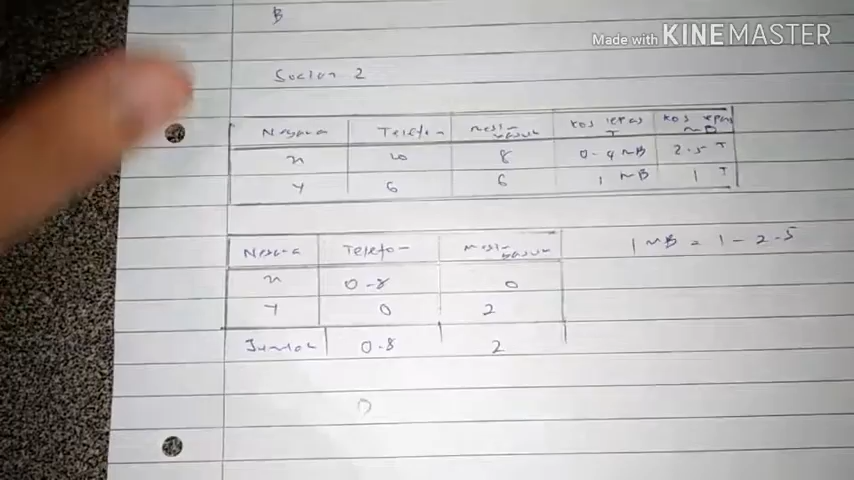 B
Made with KINEMASTER
Soalan 2
Negara Telefon Mesin basuh Kos lepas T Kos lepas MB
X 20 8 0.4 MB 2.5 T
Y 6 6 1 MB 1 T
Negara Telefon Mesin basuh
1 MB = 1 - 2.5
X 0.8 0
Y 0 2
Jumlah 0.8 2